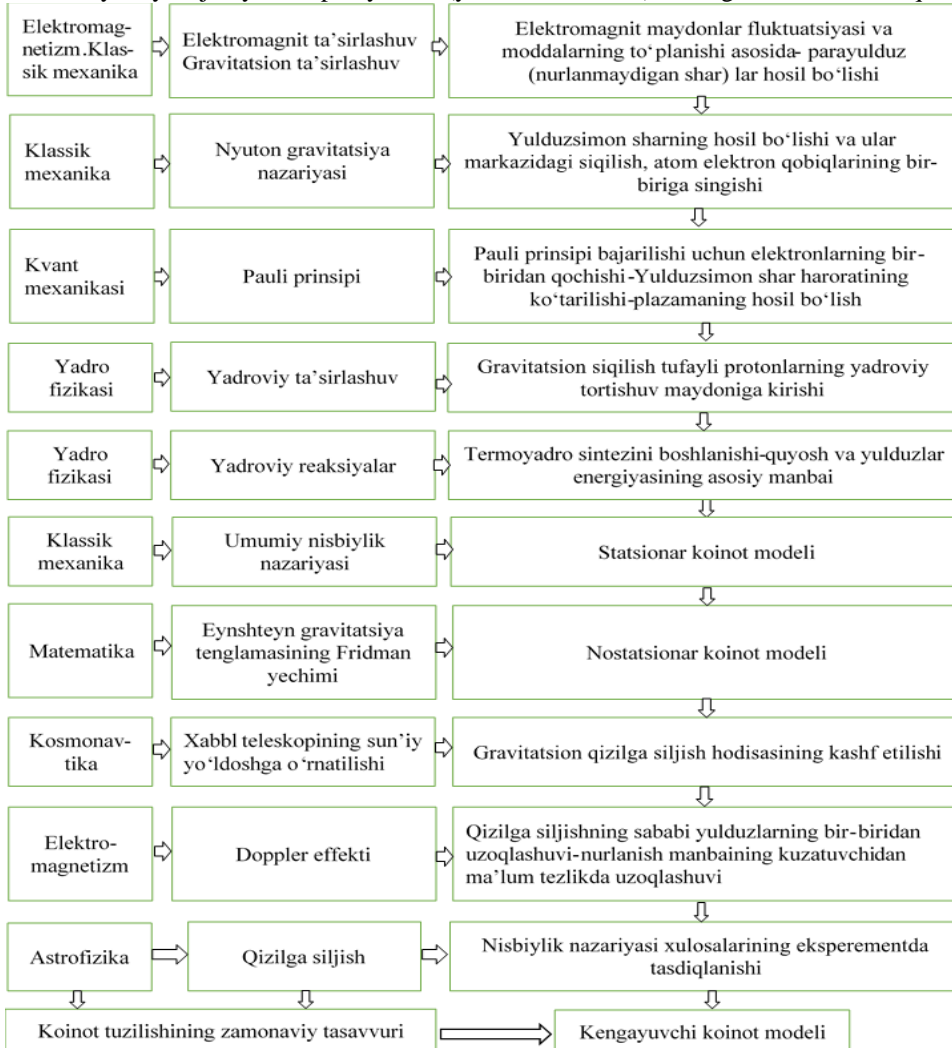 Elektromag-
netizm.Klas-
sik mexanika
Elektromagnit ta’sirlashuv
Gravitatsion ta’sirlashuv
Elektromagnit maydonlar fluktuatsiyasi va
moddalarning to‘planishi asosida- parayulduz
(nurlanmaydigan shar) lar hosil bo‘lishi
Klassik
mexanika
Nyuton gravitatsiya
nazariyasi
Yulduzsimon sharning hosil bo‘lishi va ular
markazidagi siqilish, atom elektron qobiqlarining bir-
biriga singishi
Kvant
mexanikasi
Pauli prinsipi
Pauli prinsipi bajarilishi uchun elektronlarning bir-
biridan qochishi-Yulduzsimon shar haroratining
ko‘tarilishi-plazamaning hosil bo‘lish
Yadro
fizikasi
Yadroviy ta’sirlashuv
Gravitatsion siqilish tufayli protonlarning yadroviy
tortishuv maydoniga kirishi
Yadro
fizikasi
Yadroviy reaksiyalar
Termoyadro sintezini boshlanishi-quyosh va yulduzlar
energiyasining asosiy manbai
Klassik
mexanika
Umumiy nisbiylik
nazariyasi
Statsionar koinot modeli
Matematika
Eynshteyn gravitatsiya
tenglamasining Fridman
yechimi
Nostatsionar koinot modeli
Kosmonav-
tika
Xabbl teleskopining sun’iy
yo‘ldoshga o‘rnatilishi
Gravitatsion qizilga siljish hodisasining kashf etilishi
Elektro-
magnetizm
Doppler effekti
Qizilga siljishning sababi yulduzlarning bir-biridan
uzoqlashuvi-nurlanish manbaining kuzatuvchidan
ma’lum tezlikda uzoqlashuvi
Astrofizika
Qizilga siljish
Nisbiylik nazariyasi xulosalarining eksperementda
tasdiqlanishi
Koinot tuzilishining zamonaviy tasavvuri
Kengayuvchi koinot modeli